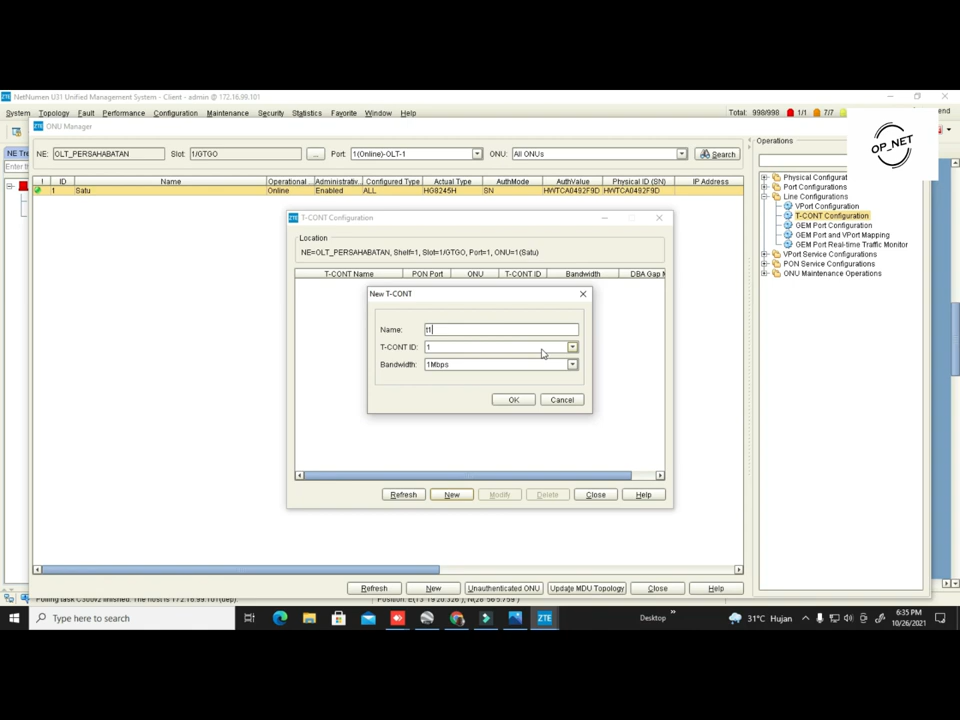 OP_NET
NetNumen U31 Unified Management System - Client - admin @ 172.16.99.101
System Topology Fault Performance Configuration Maintenance Security Statistics Favorite Window Help
Total: 998/998 1/1 7/7
ZTE ONU Manager
Operations
NE: OLT_PERSAHABATAN Slot: 1/GTGO ... Port: 1(Online)-OLT-1 ONU: All ONUs Search
I ID Name Operational Administrativ... Configured Type Actual Type AuthMode AuthValue Physical ID (SN) IP Address
1 Satu Online Enabled ALL HG8245H SN HWTCA0492F9D HWTCA0492F9D
Physical Configurat
Port Configurations
Line Configurations
VPort Configuration
T-CONT Configuration
GEM Port Configuration
GEM Port and VPort Mapping
GEM Port Real-time Traffic Monitor
VPort Service Configurations
PON Service Configurations
ONU Maintenance Operations
ZTE T-CONT Configuration
Location
NE=OLT_PERSAHABATAN, Shelf=1, Slot=1/GTGO, Port=1, ONU=1(Satu)
T-CONT Name PON Port ONU T-CONT ID Bandwidth DBA Gap M
New T-CONT
Name: t1
T-CONT ID: 1
Bandwidth: 1Mbps
OK Cancel
Refresh New Modify Delete Close Help
Refresh New Unauthenticated ONU Update MDU Topology Close Help
Type here to search
ZTE
Desktop
31°C Hujan
6:35 PM
10/26/2021